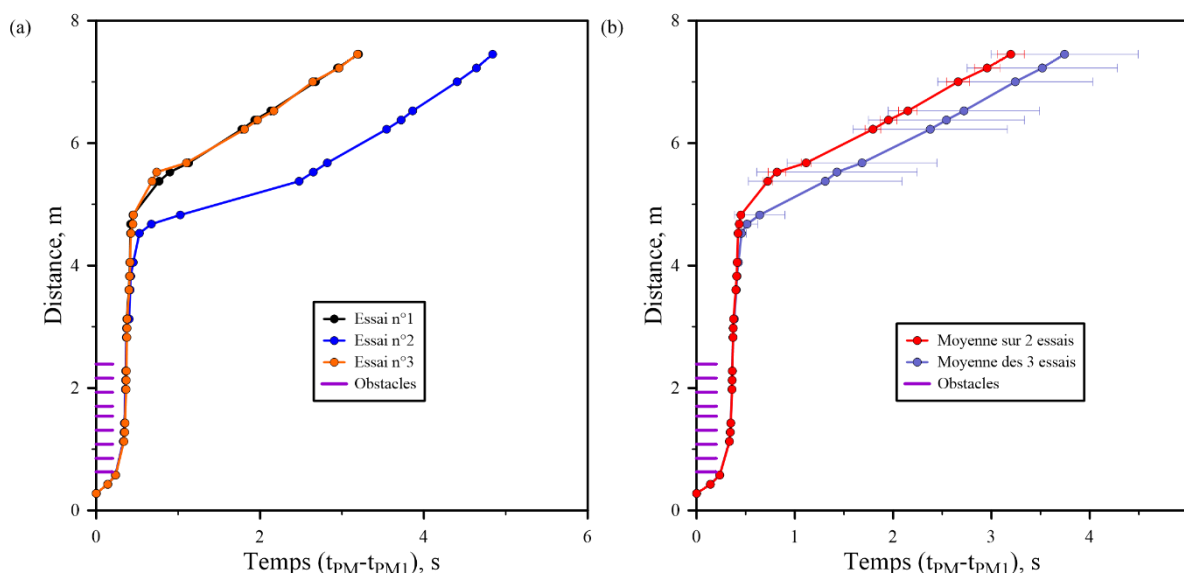 (a)
8
6
4
2
0
Distance, m
Essai n°1
Essai n°2
Essai n°3
Obstacles
0 2 4 6
Temps (tPM-tPM1), s
(b)
8
6
4
2
0
Distance, m
Moyenne sur 2 essais
Moyenne des 3 essais
Obstacles
0 1 2 3 4
Temps (tPM-tPM1), s